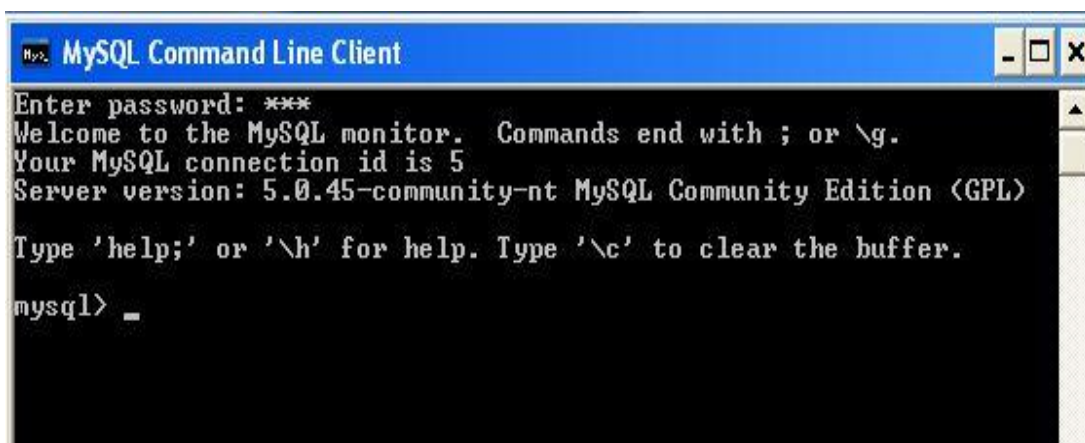 MySQL Command Line Client
Enter password: ***
Welcome to the MySQL monitor.  Commands end with ; or \g.
Your MySQL connection id is 5
Server version: 5.0.45-community-nt MySQL Community Edition (GPL)
Type 'help;' or '\h' for help. Type '\c' to clear the buffer.
mysql> _